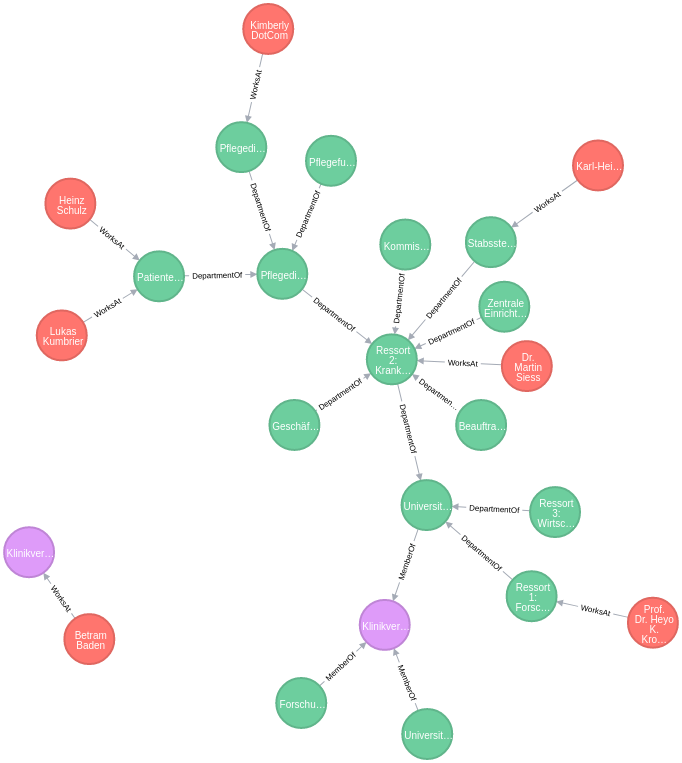 Kimberly
DotCom
WorksAt
Pflegedi…
Pflegefu…
DepartmentOf
DepartmentOf
Karl-Hei…
WorksAt
Heinz
Schulz
WorksAt
Stabsste…
Kommis…
Patiente…
DepartmentOf
Pflegedi…
WorksAt
Lukas
Kumbrier
DepartmentOf
DepartmentOf
DepartmentOf
Zentrale
Einricht…
DepartmentOf
Ressort
2:
Krank…
WorksAt
Dr.
Martin
Siess
DepartmentOf
Departmen…
Geschäf…
Beauftra…
DepartmentOf
Universit…
DepartmentOf
Ressort
3:
Wirtsc…
DepartmentOf
MemberOf
Klinikver…
WorksAt
Betram
Baden
Ressort
1:
Forsc…
WorksAt
Prof.
Dr. Heyo
K.
Kro…
Klinikver…
MemberOf
MemberOf
Forschu…
Universit…